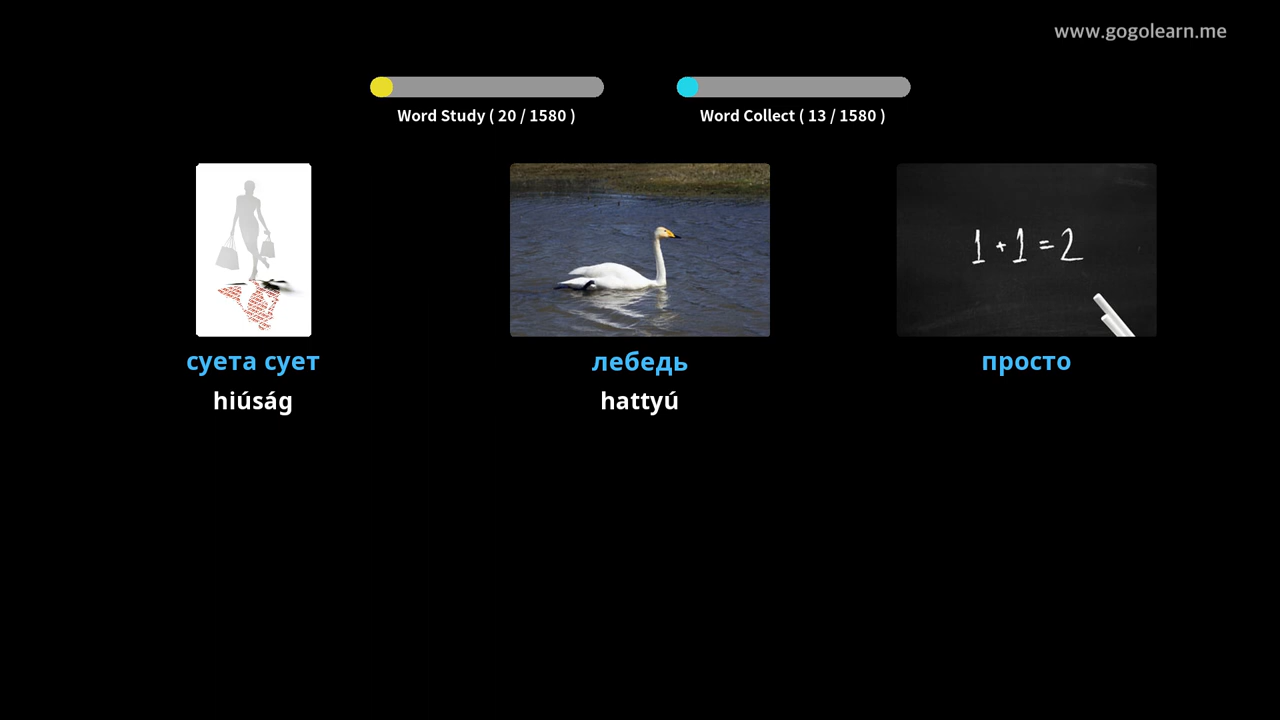 www.gogolearn.me
Word Study ( 20 / 1580 )
Word Collect ( 13 / 1580 )
1 + 1 = 2
суета сует
лебедь
просто
hiúság
hattyú